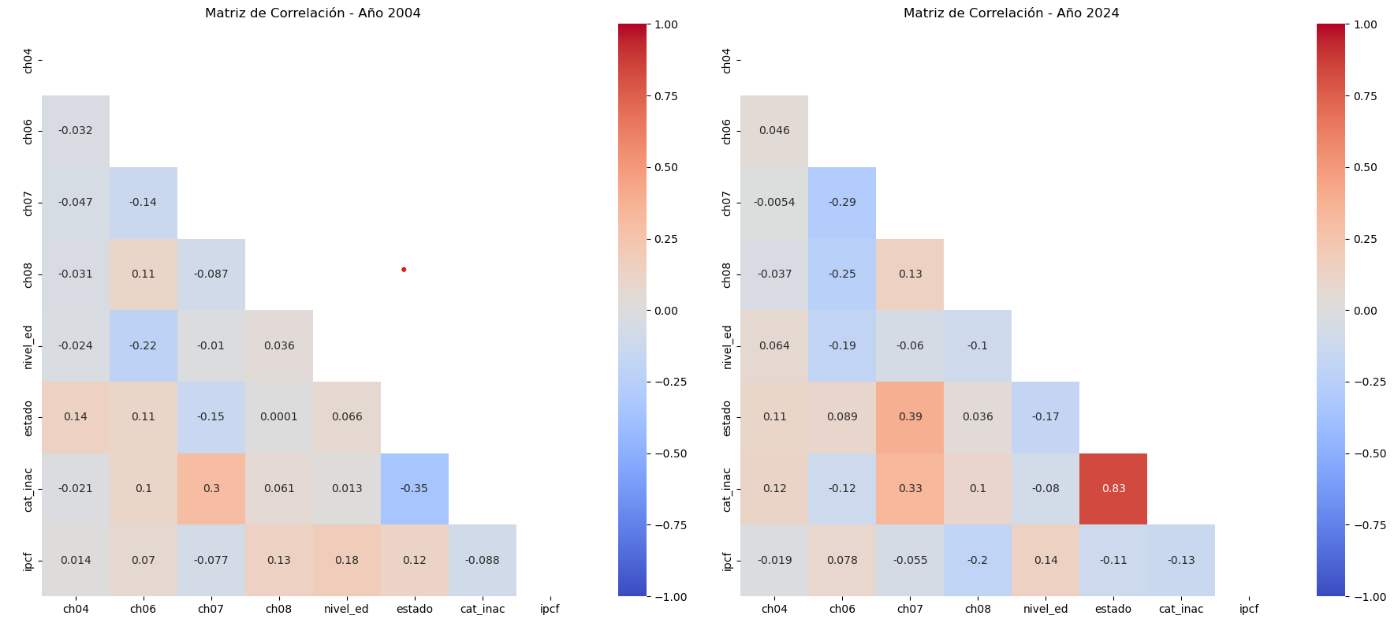 Matriz de Correlación - Año 2004
ch04
ch06 -0.032
ch07 -0.047 -0.14
ch08 -0.031 0.11 -0.087
nivel_ed -0.024 -0.22 -0.01 0.036
estado 0.14 0.11 -0.15 0.0001 0.066
cat_inac -0.021 0.1 0.3 0.061 0.013 -0.35
ipcf 0.014 0.07 -0.077 0.13 0.18 0.12 -0.088
ch04 ch06 ch07 ch08 nivel_ed estado cat_inac ipcf
1.00
0.75
0.50
0.25
0.00
−0.25
−0.50
−0.75
−1.00
Matriz de Correlación - Año 2024
ch04
ch06 0.046
ch07 -0.0054 -0.29
ch08 -0.037 -0.25 0.13
nivel_ed 0.064 -0.19 -0.06 -0.1
estado 0.11 0.089 0.39 0.036 -0.17
cat_inac 0.12 -0.12 0.33 0.1 -0.08 0.83
ipcf -0.019 0.078 -0.055 -0.2 0.14 -0.11 -0.13
ch04 ch06 ch07 ch08 nivel_ed estado cat_inac ipcf
1.00
0.75
0.50
0.25
0.00
−0.25
−0.50
−0.75
−1.00